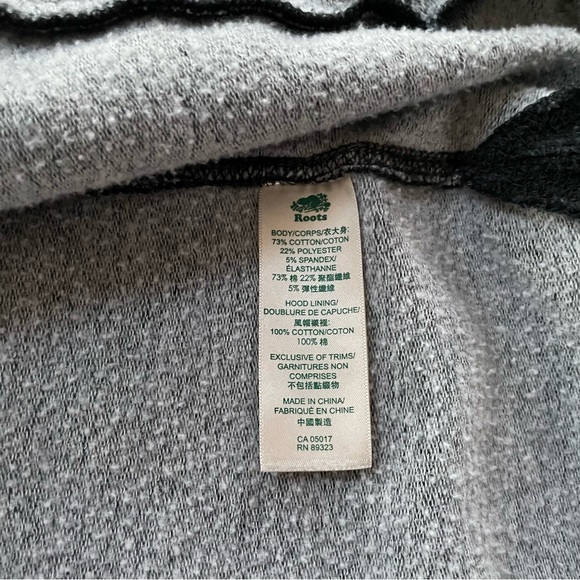 Roots
BODY/CORPS/衣大身:
73% COTTON/COTON
22% POLYESTER
5% SPANDEX/
ÉLASTHANNE
73% 棉 22% 聚酯纖維
5% 彈性纖維
HOOD LINING/
DOUBLURE DE CAPUCHE/
風帽襯裡:
100% COTTON/COTON
100% 棉
EXCLUSIVE OF TRIMS/
GARNITURES NON
COMPRISES
不包括點綴物
MADE IN CHINA/
FABRIQUÉ EN CHINE
中國製造
CA 05017
RN 89323